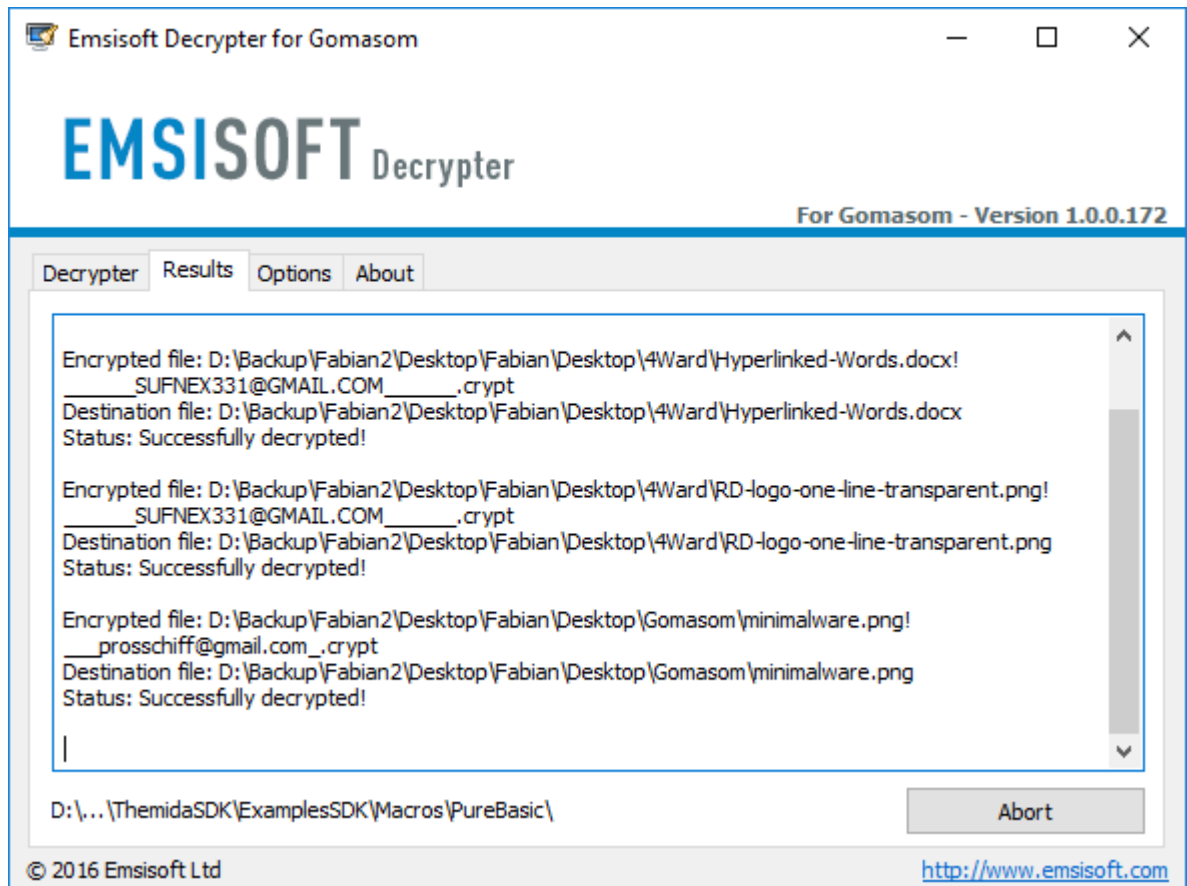 Emsisoft Decrypter for Gomasom
EMSISOFT Decrypter
For Gomasom - Version 1.0.0.172
Decrypter Results Options About
Encrypted file: D:\Backup\Fabian2\Desktop\Fabian\Desktop\4Ward\Hyperlinked-Words.docx!
______SUFNEX331@GMAIL.COM______.crypt
Destination file: D:\Backup\Fabian2\Desktop\Fabian\Desktop\4Ward\Hyperlinked-Words.docx
Status: Successfully decrypted!
Encrypted file: D:\Backup\Fabian2\Desktop\Fabian\Desktop\4Ward\RD-logo-one-line-transparent.png!
______SUFNEX331@GMAIL.COM______.crypt
Destination file: D:\Backup\Fabian2\Desktop\Fabian\Desktop\4Ward\RD-logo-one-line-transparent.png
Status: Successfully decrypted!
Encrypted file: D:\Backup\Fabian2\Desktop\Fabian\Desktop\Gomasom\minimalware.png!
___prosschiff@gmail.com_.crypt
Destination file: D:\Backup\Fabian2\Desktop\Fabian\Desktop\Gomasom\minimalware.png
Status: Successfully decrypted!
D:\...\ThemidaSDK\ExamplesSDK\Macros\PureBasic\
Abort
© 2016 Emsisoft Ltd
http://www.emsisoft.com